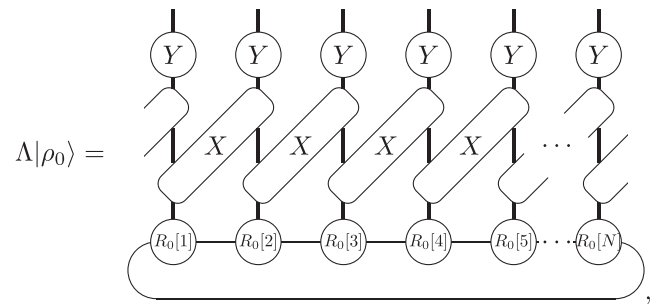 Y Y Y Y Y Y
Λ|ρ₀⟩ = X X X X ⋯
R₀[1] R₀[2] R₀[3] R₀[4] R₀[5] ⋯ R₀[N]
,